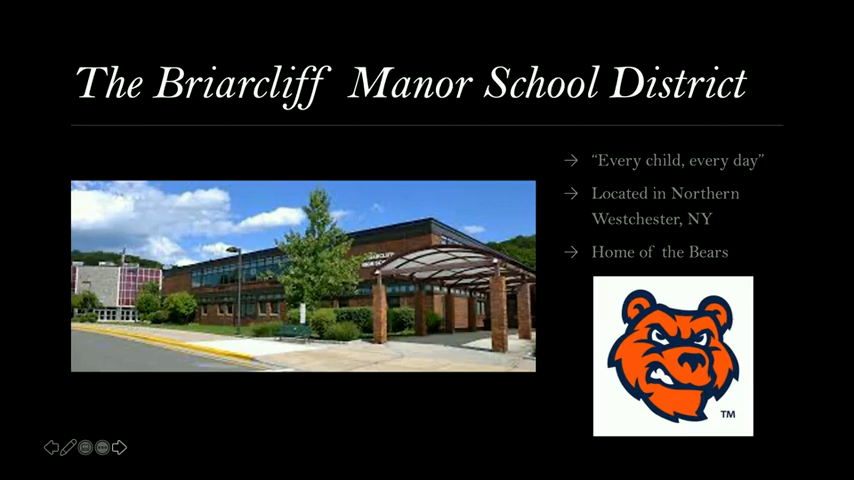 The Briarcliff Manor School District
→ “Every child, every day”
→ Located in Northern
Westchester, NY
→ Home of the Bears
TM